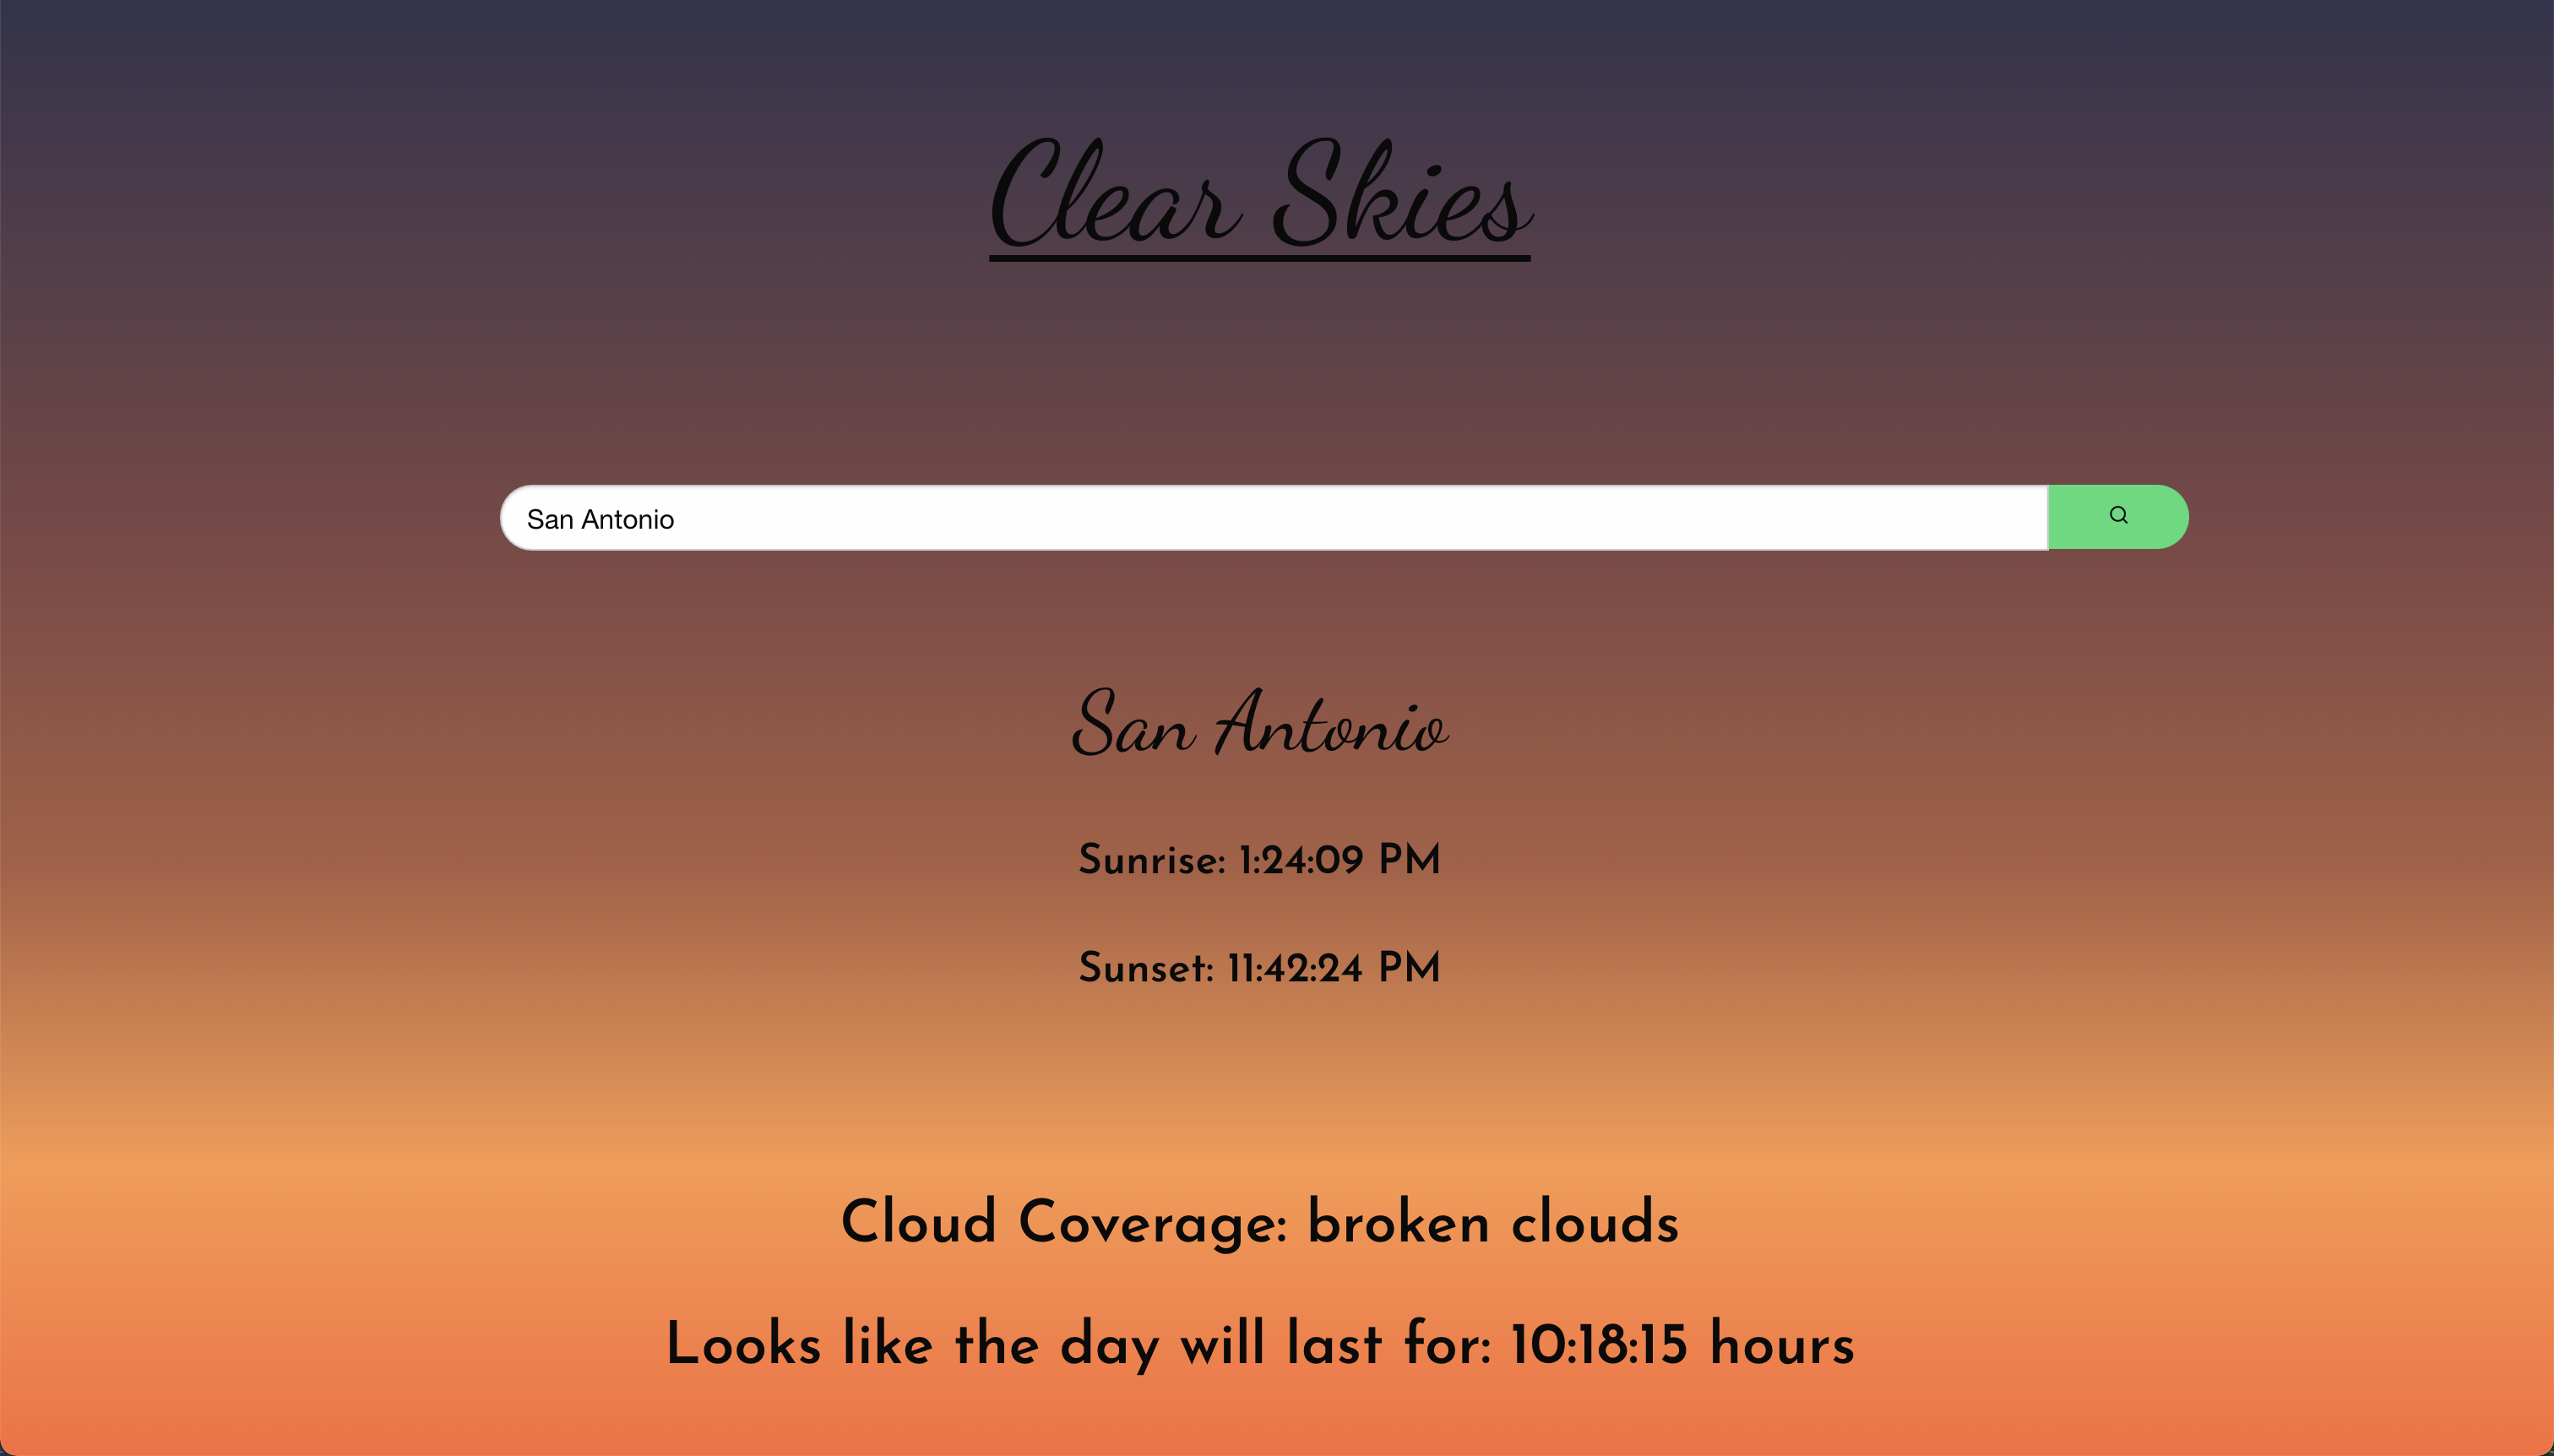 Clear Skies
San Antonio
San Antonio
Sunrise: 1:24:09 PM
Sunset: 11:42:24 PM
Cloud Coverage: broken clouds
Looks like the day will last for: 10:18:15 hours